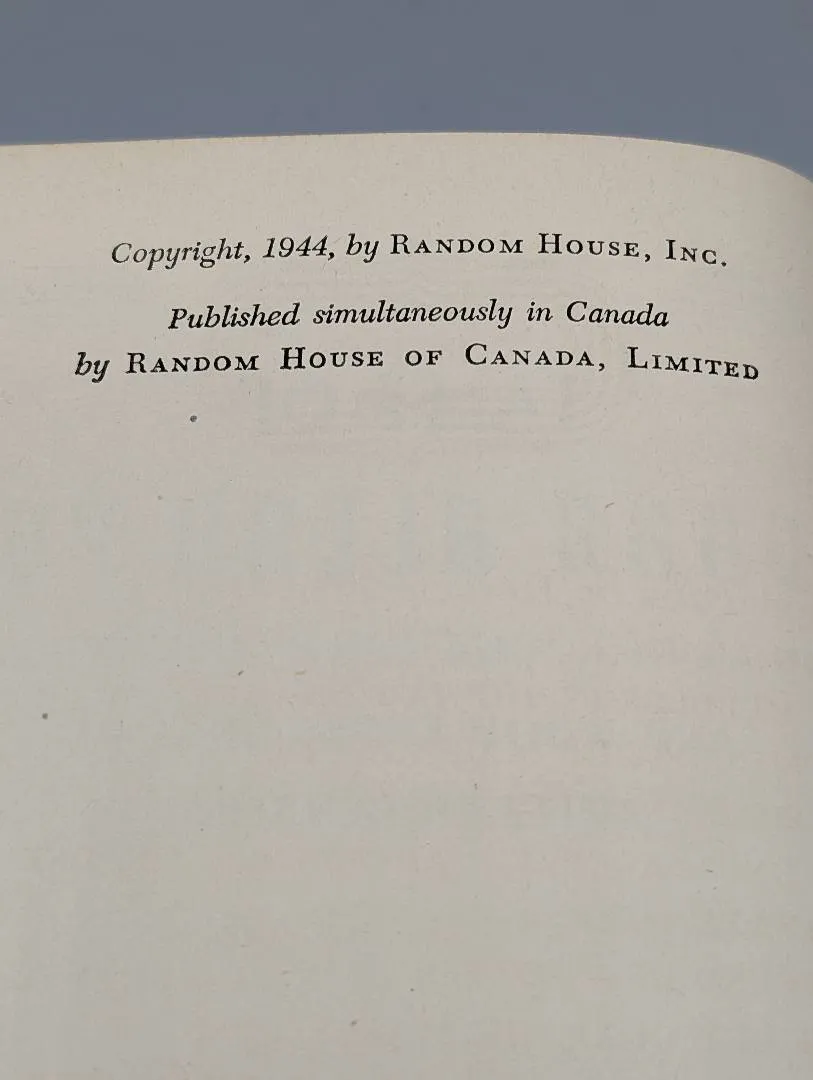 Copyright, 1944, by RANDOM HOUSE, INC.
Published simultaneously in Canada
by RANDOM HOUSE OF CANADA, LIMITED